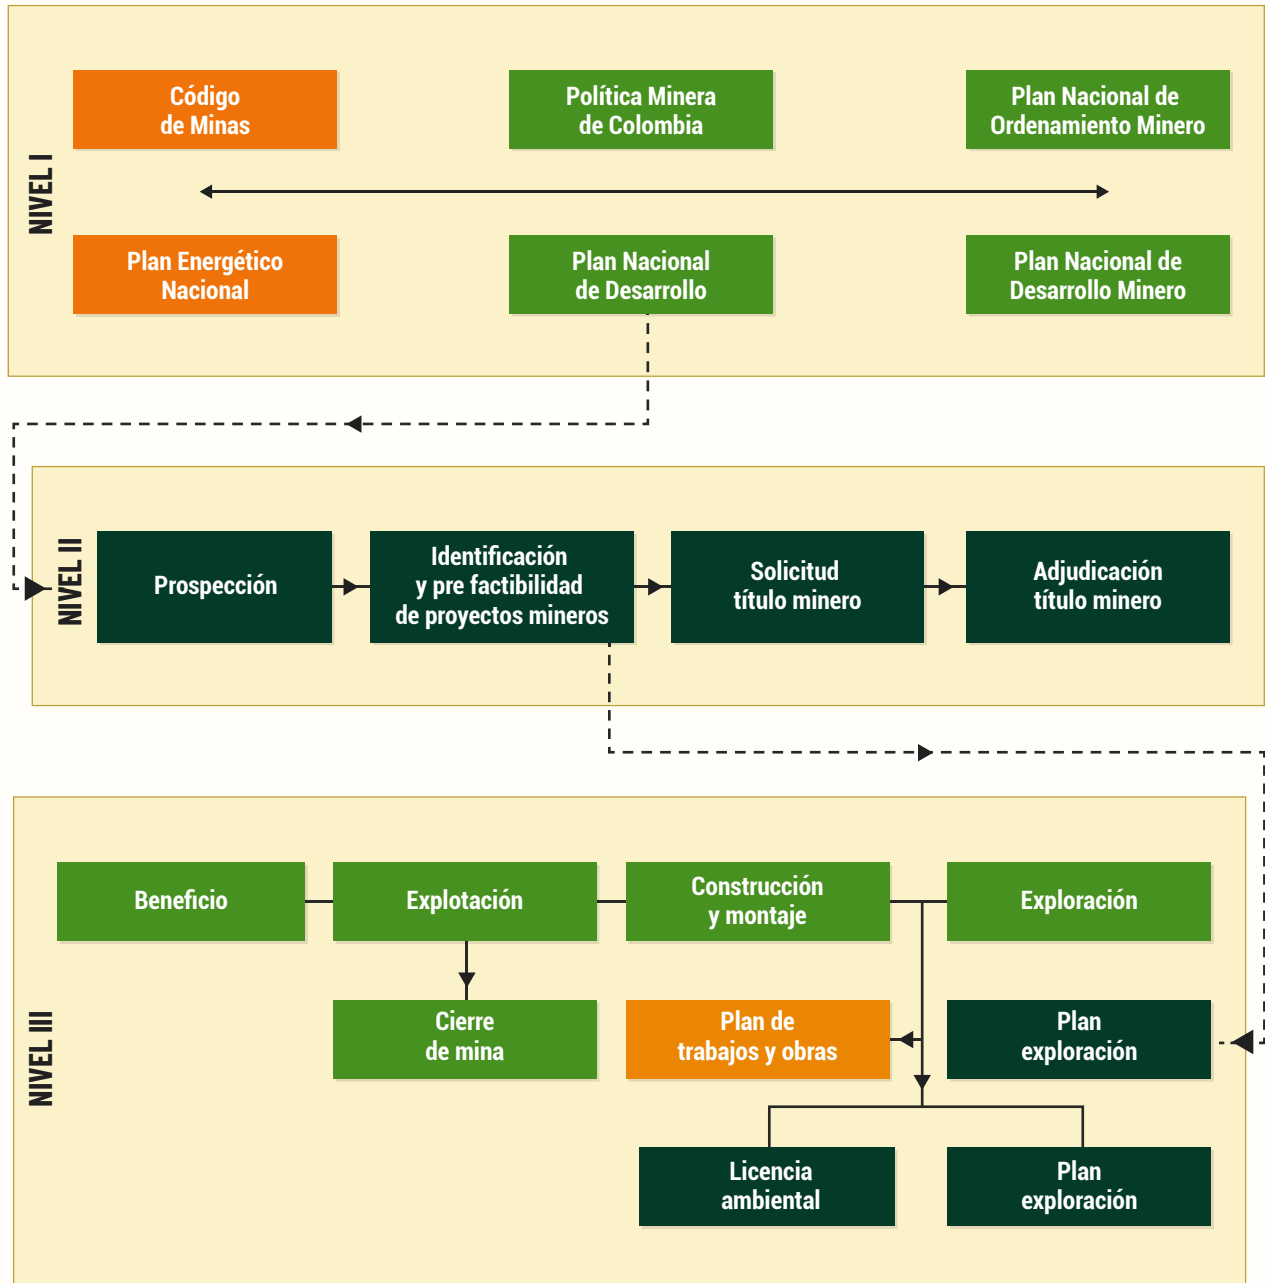 NIVEL I
Código
de Minas
Política Minera
de Colombia
Plan Nacional de
Ordenamiento Minero
Plan Energético
Nacional
Plan Nacional
de Desarrollo
Plan Nacional de
Desarrollo Minero
NIVEL II
Prospección
Identificación
y pre factibilidad
de proyectos mineros
Solicitud
título minero
Adjudicación
título minero
NIVEL III
Beneficio
Explotación
Construcción
y montaje
Exploración
Cierre
de mina
Plan de
trabajos y obras
Plan
exploración
Licencia
ambiental
Plan
exploración